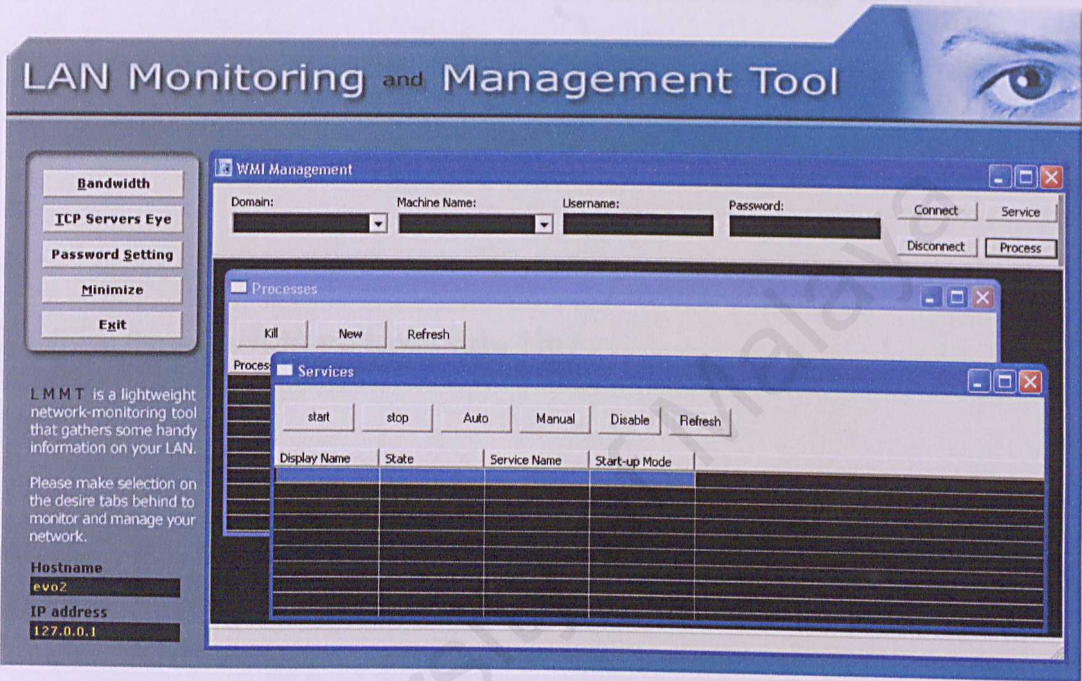 LAN Monitoring and Management Tool
Bandwidth
TCP Servers Eye
Password Setting
Minimize
Exit
LMMT is a lightweight
network-monitoring tool
that gathers some handy
information on your LAN.
Please make selection on
the desire tabs behind to
monitor and manage your
network.
Hostname
evo2
IP address
127.0.0.1
WMI Management
Domain: Machine Name: Username: Password:
Connect Service
Disconnect Process
Processes
Kill New Refresh
Services
start stop Auto Manual Disable Refresh
Display Name State Service Name Start-up Mode
Malaya